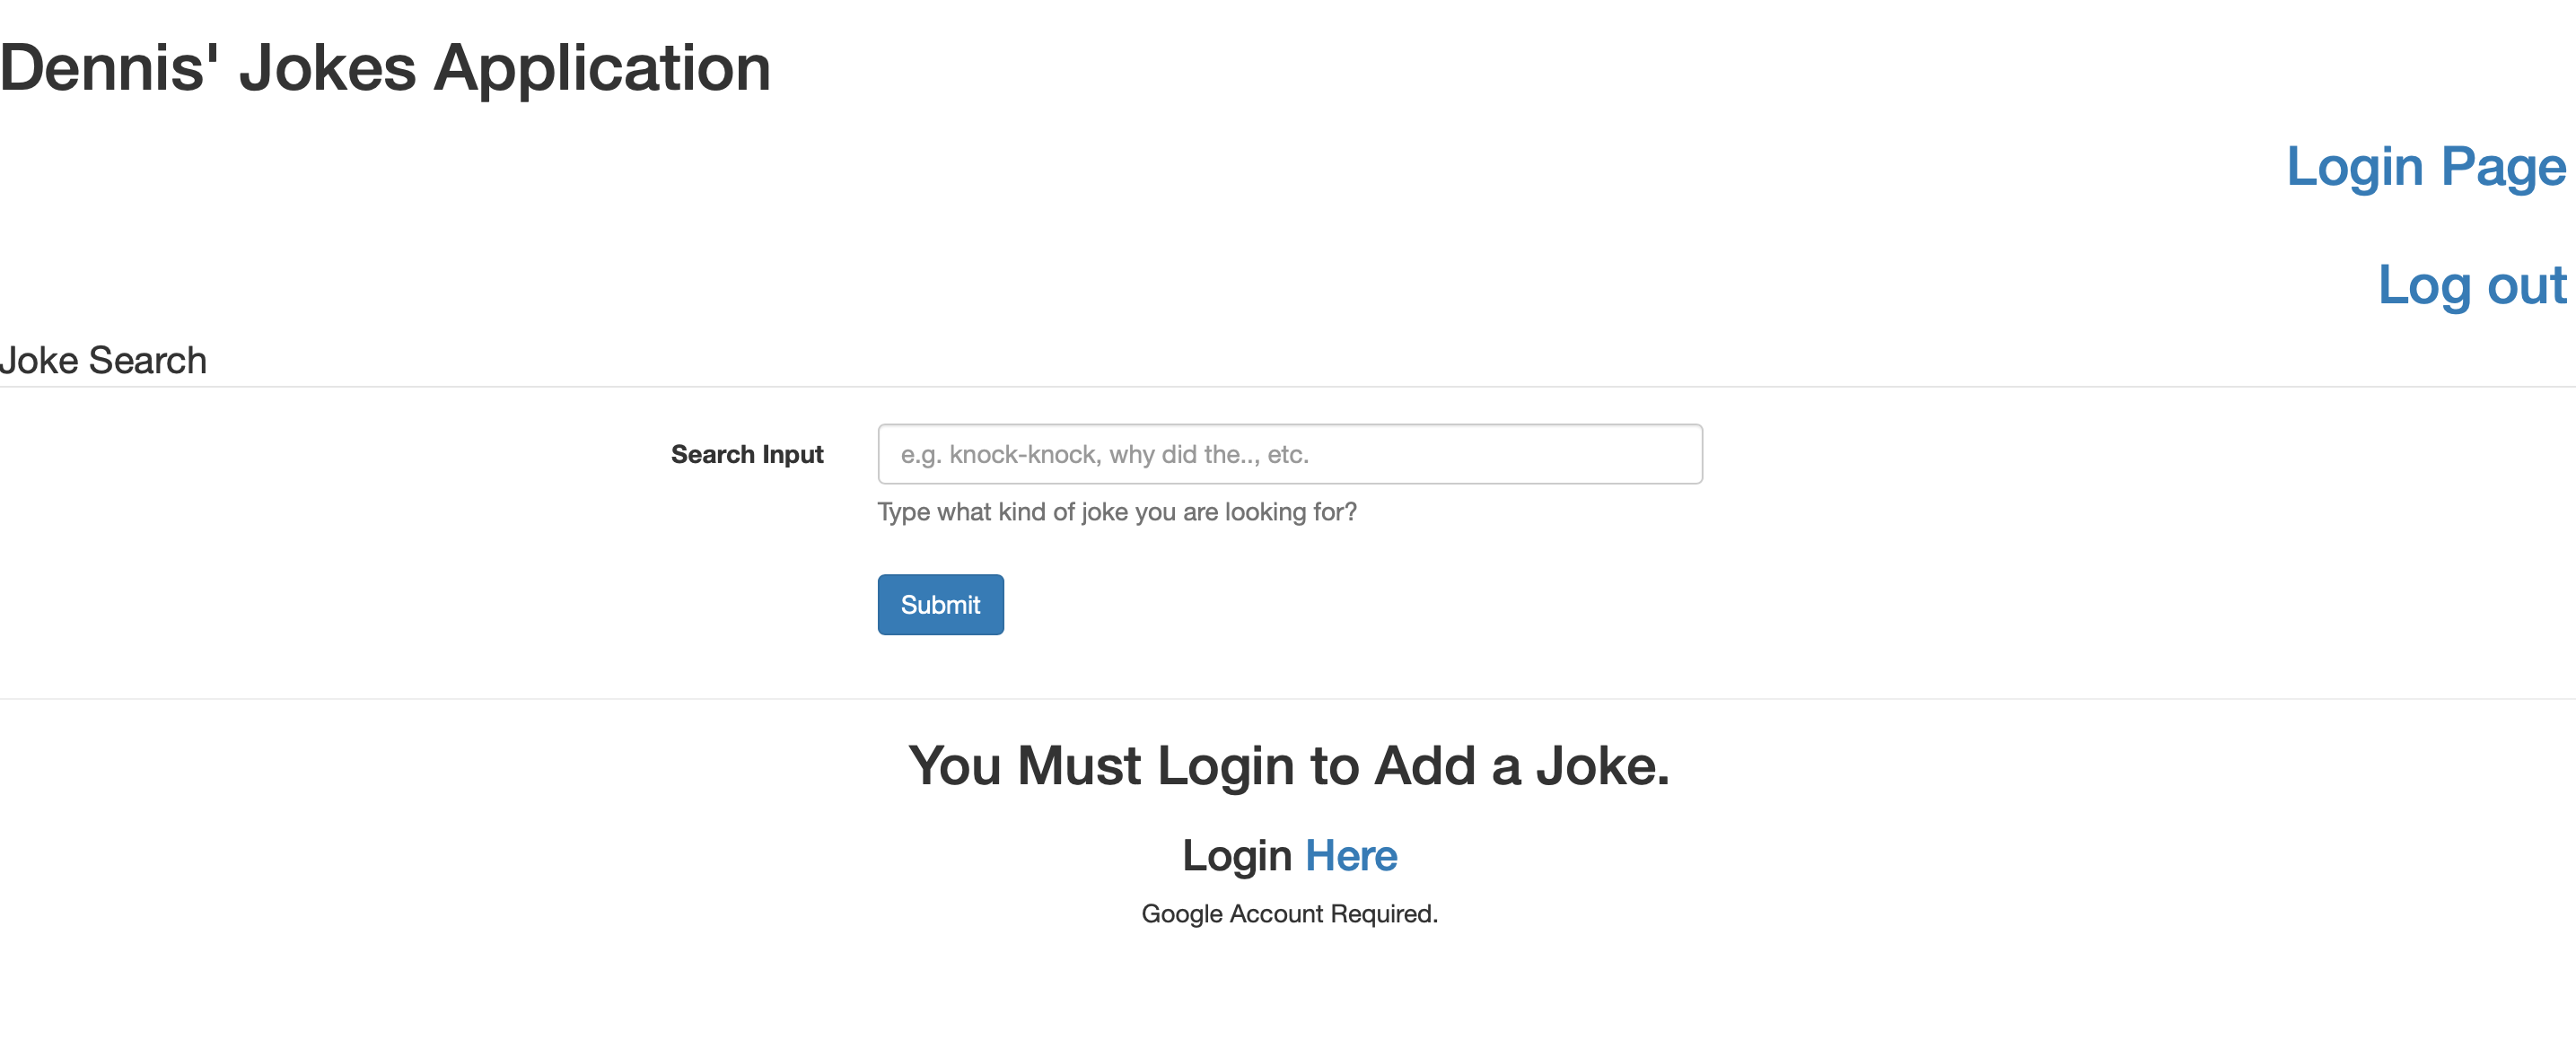 Dennis' Jokes Application
Login Page
Log out
Joke Search
Search Input
e.g. knock-knock, why did the.., etc.
Type what kind of joke you are looking for?
Submit
You Must Login to Add a Joke.
Login Here
Google Account Required.